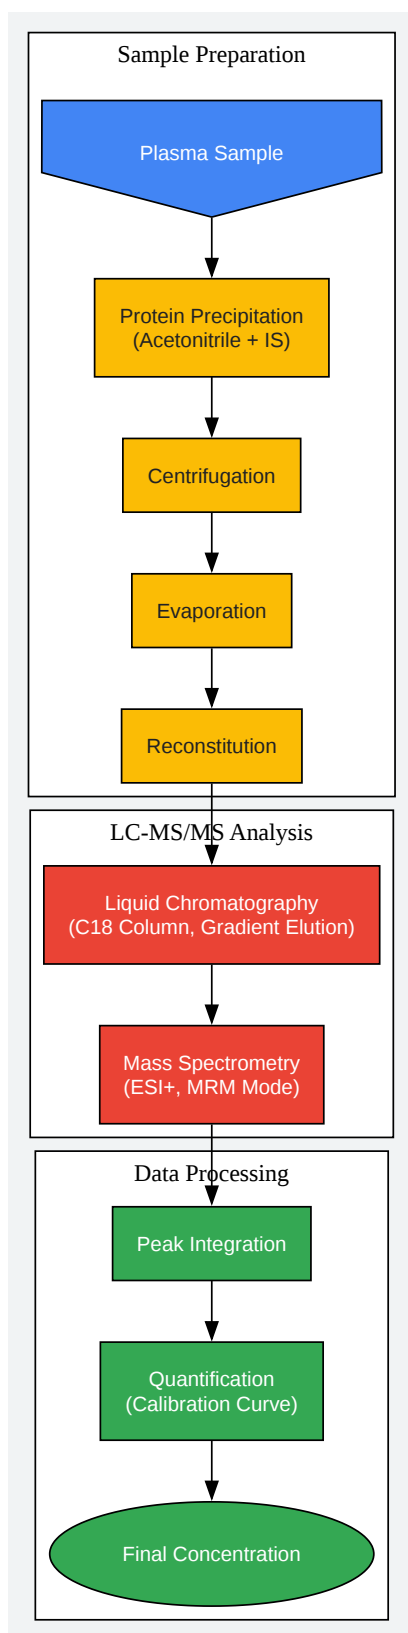 Sample Preparation
Plasma Sample
Protein Precipitation
(Acetonitrile + IS)
Centrifugation
Evaporation
Reconstitution
LC-MS/MS Analysis
Liquid Chromatography
(C18 Column, Gradient Elution)
Mass Spectrometry
(ESI+, MRM Mode)
Data Processing
Peak Integration
Quantification
(Calibration Curve)
Final Concentration